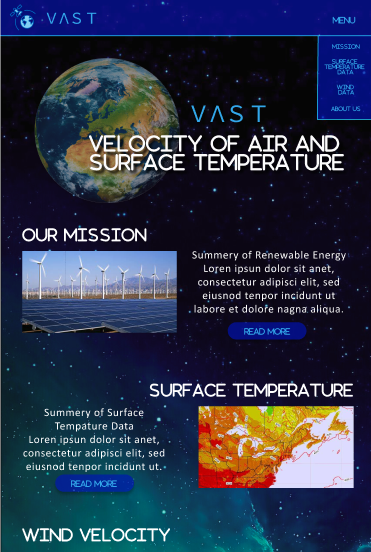 VAST
MENU
MISSION
SURFACE
TEMPERATURE
DATA
WIND
DATA
ABOUT US
VAST
VELOCITY OF AIR AND
SURFACE TEMPERATURE
OUR MISSION
Summery of Renewable Energy
Loren ipsun dolor sit anet,
consectetur adipisci elit, sed
eiusnod tenpor incidunt ut
labore et dolore nagna aliqua.
READ MORE
SURFACE TEMPERATURE
Summery of Surface
Tempature Data
Loren ipsun dolor sit anet,
consectetur adipisci elit, sed
eiusnod tenpor incidunt ut.
READ MORE
WIND VELOCITY